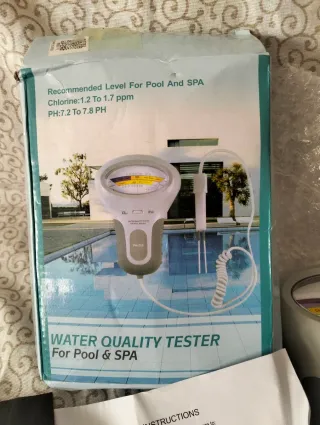 Recommended Level For Pool And SPA
Chlorine:1.2 To 1.7 ppm
PH:7.2 To 7.8 PH
WATER QUALITY TESTER
For Pool & SPA
INSTRUCTIONS